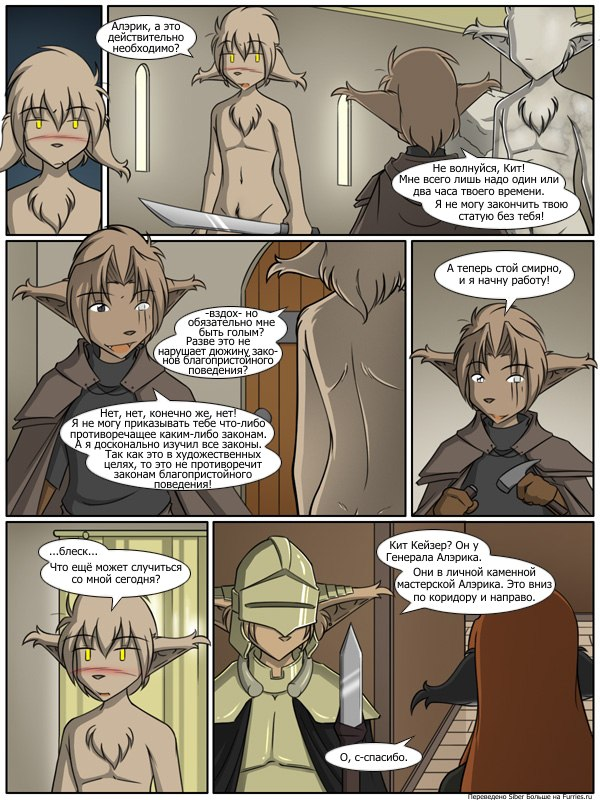 Алэрик, а это
действительно
необходимо?
Не волнуйся, Кит!
Мне всего лишь надо один или
два часа твоего времени.
Я не могу закончить твою
статую без тебя!
-вздох- но
обязательно мне
быть голым?
Разве это не
нарушает дюжину зако-
нов благопристойного
поведения?
Нет, нет, конечно же, нет!
Я не могу приказывать тебе что-либо
противоречащее каким-либо законам.
А я досконально изучил все законы.
Так как это в художественных
целях, то это не противоречит
законам благопристойного
поведения!
А теперь стой смирно,
и я начну работу!
...блеск...
Что ещё может случиться
со мной сегодня?
Кит Кейзер? Он у
Генерала Алэрика.
Они в личной каменной
мастерской Алэрика. Это вниз
по коридору и направо.
О, с-спасибо.
Переведено Siber Больше на Furries.ru